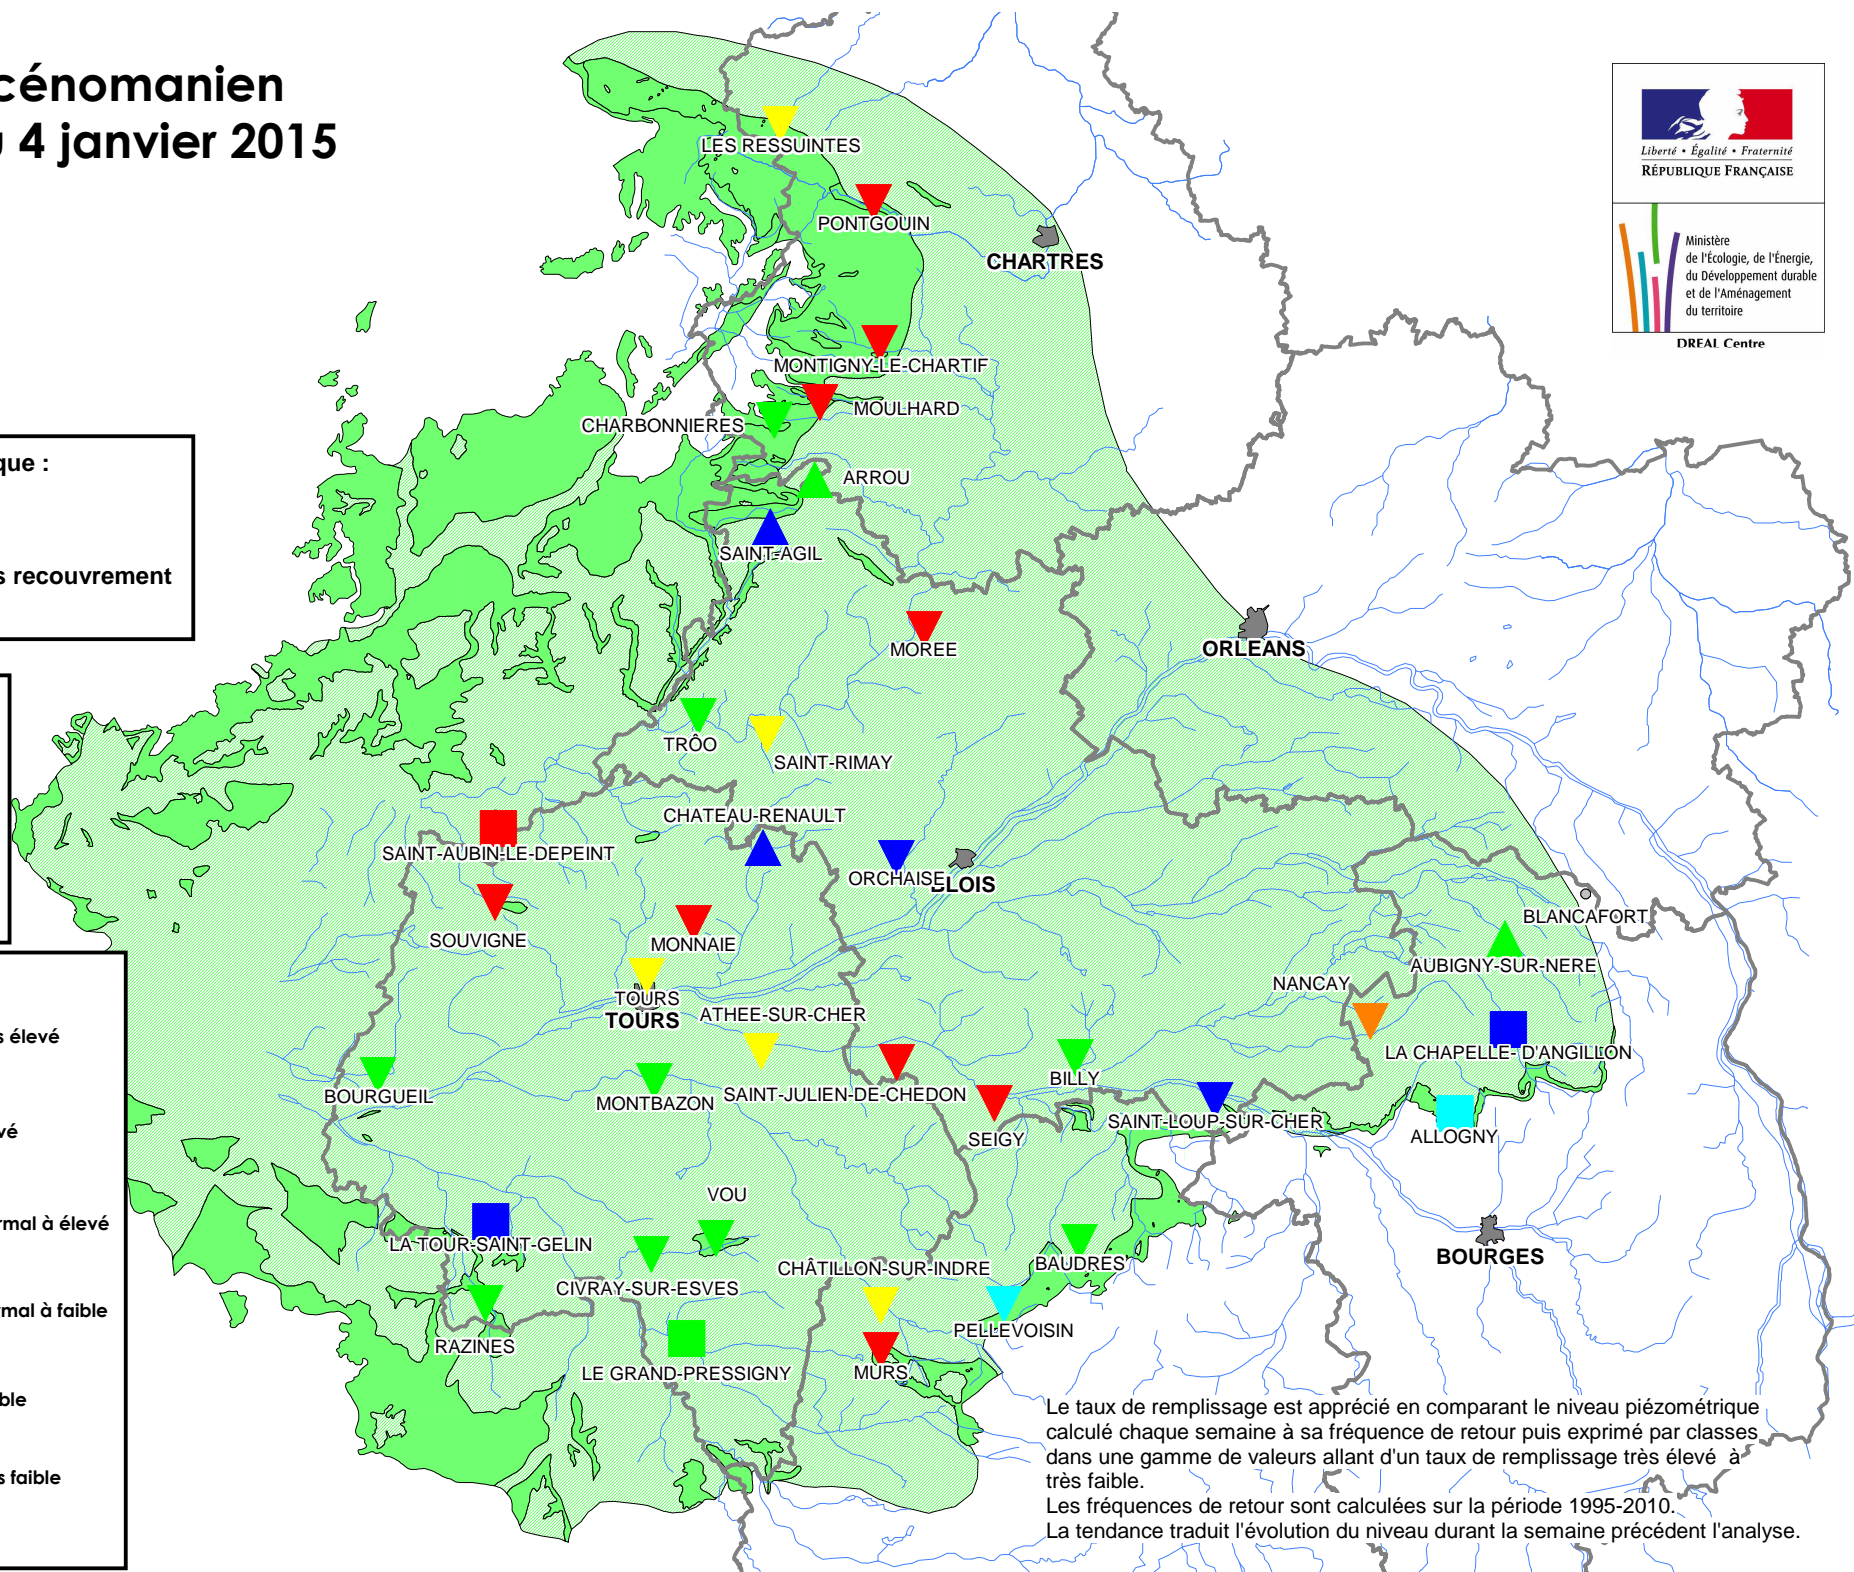 cénomanien
4 janvier 2015
Liberté • Égalité • Fraternité
RÉPUBLIQUE FRANÇAISE
Ministère
de l'Écologie, de l'Énergie,
du Développement durable
et de l'Aménagement
du territoire
DREAL Centre
LES RESSUINTES
PONTGOUIN
CHARTRES
MONTIGNY-LE-CHARTIF
MOULHARD
CHARBONNIERES
ARROU
SAINT-AGIL
que :
recouvrement
MOREE
ORLEANS
TRÔO
SAINT-RIMAY
CHATEAU-RENAULT
SAINT-AUBIN-LE-DEPEINT
ORCHAISE
BLOIS
SOUVIGNE
MONNAIE
BLANCAFORT
AUBIGNY-SUR-NERE
NANCAY
TOURS
TOURS
ATHEE-SUR-CHER
LA CHAPELLE- D'ANGILLON
BOURGUEIL
MONTBAZON
SAINT-JULIEN-DE-CHEDON
BILLY
SEIGY
SAINT-LOUP-SUR-CHER
ALLOGNY
VOU
LA TOUR-SAINT-GELIN
CIVRAY-SUR-ESVES
CHÂTILLON-SUR-INDRE
BAUDRES
BOURGES
RAZINES
PELLEVOISIN
LE GRAND-PRESSIGNY
MURS
s élevé
vé
rmal à élevé
rmal à faible
ble
s faible
Le taux de remplissage est apprécié en comparant le niveau piézométrique
calculé chaque semaine à sa fréquence de retour puis exprimé par classes
dans une gamme de valeurs allant d'un taux de remplissage très élevé à
très faible.
Les fréquences de retour sont calculées sur la période 1995-2010.
La tendance traduit l'évolution du niveau durant la semaine précédent l'analyse.